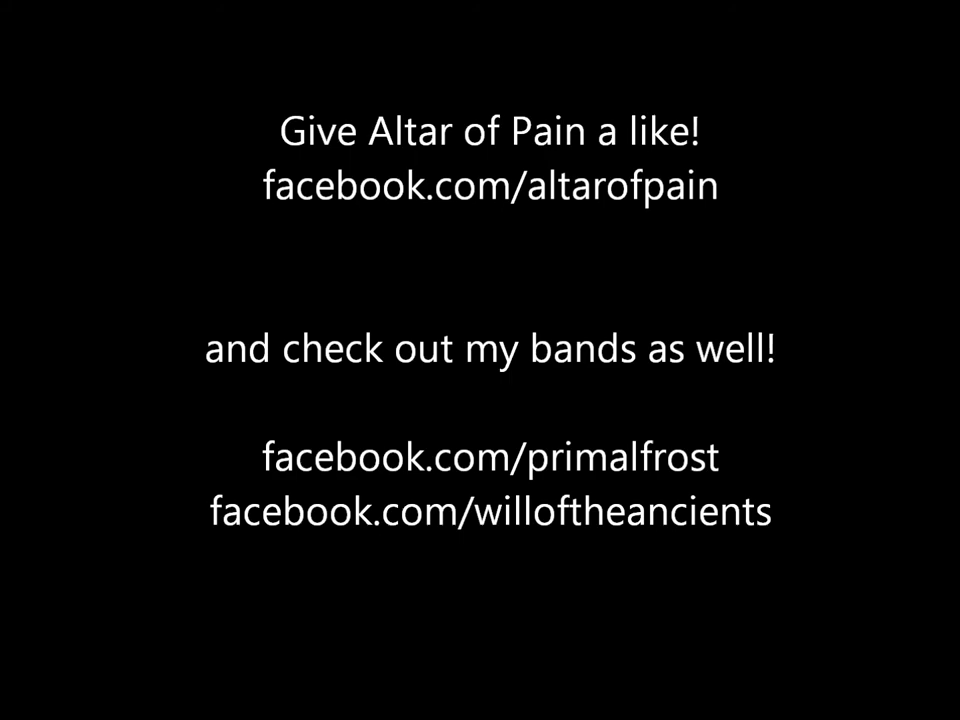 Give Altar of Pain a like!
facebook.com/altarofpain
and check out my bands as well!
facebook.com/primalfrost
facebook.com/willoftheancients